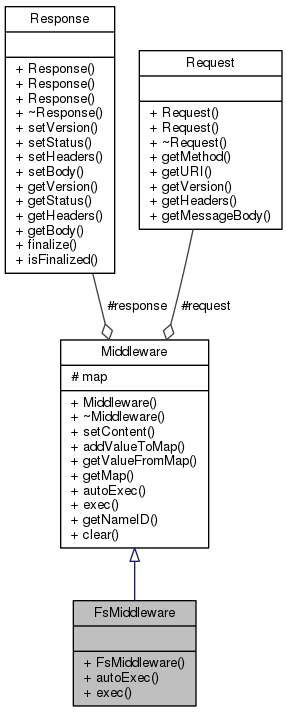 Response
+ Response()
+ Response()
+ Response()
+ ~Response()
+ setVersion()
+ setStatus()
+ setHeaders()
+ setBody()
+ getVersion()
+ getStatus()
+ getHeaders()
+ getBody()
+ finalize()
+ isFinalized()
Request
+ Request()
+ Request()
+ ~Request()
+ getMethod()
+ getURI()
+ getVersion()
+ getHeaders()
+ getMessageBody()
#response
#request
Middleware
# map
+ Middleware()
+ ~Middleware()
+ setContent()
+ addValueToMap()
+ getValueFromMap()
+ getMap()
+ autoExec()
+ exec()
+ getNameID()
+ clear()
FsMiddleware
+ FsMiddleware()
+ autoExec()
+ exec()